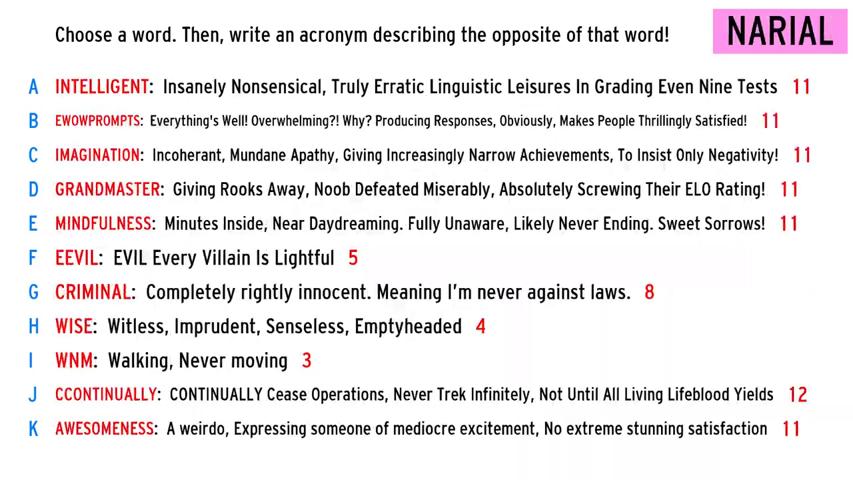 Choose a word. Then, write an acronym describing the opposite of that word!
NARIAL
A INTELLIGENT: Insanely Nonsensical, Truly Erratic Linguistic Leisures In Grading Even Nine Tests 11
B EWOWPROMPTS: Everything's Well! Overwhelming?! Why? Producing Responses, Obviously, Makes People Thrillingly Satisfied! 11
C IMAGINATION: Incoherant, Mundane Apathy, Giving Increasingly Narrow Achievements, To Insist Only Negativity! 11
D GRANDMASTER: Giving Rooks Away, Noob Defeated Miserably, Absolutely Screwing Their ELO Rating! 11
E MINDFULNESS: Minutes Inside, Near Daydreaming. Fully Unaware, Likely Never Ending. Sweet Sorrows! 11
F EEVIL: EVIL Every Villain Is Lightful 5
G CRIMINAL: Completely rightly innocent. Meaning I'm never against laws. 8
H WISE: Witless, Imprudent, Senseless, Emptyheaded 4
I WNM: Walking, Never moving 3
J CCONTINUALLY: CONTINUALLY Cease Operations, Never Trek Infinitely, Not Until All Living Lifeblood Yields 12
K AWESOMENESS: A weirdo, Expressing someone of mediocre excitement, No extreme stunning satisfaction 11